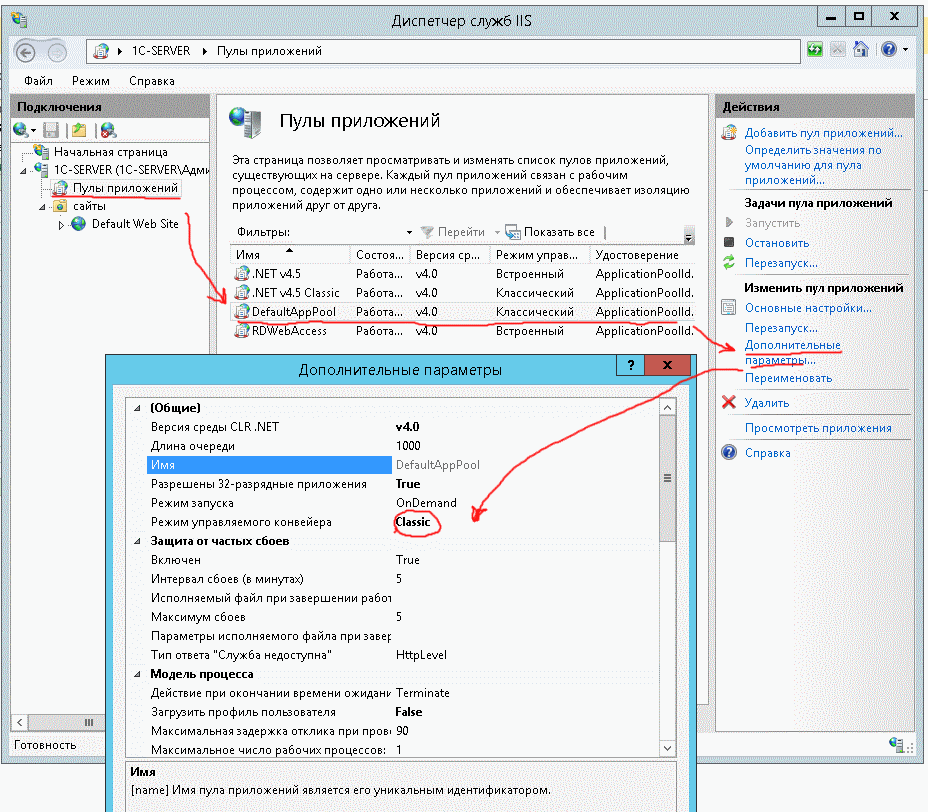 Диспетчер служб IIS
1C-SERVER
Пулы приложений
Файл Режим Справка
Подключения
Начальная страница
1C-SERVER (1C-SERVER\Адми
Пулы приложений
сайты
Default Web Site
Пулы приложений
Эта страница позволяет просматривать и изменять список пулов приложений,
существующих на сервере. Каждый пул приложений связан с рабочим
процессом, содержит одно или несколько приложений и обеспечивает изоляцию
приложений друг от друга.
Фильтры: Перейти Показать все
Имя Состоя... Версия ср... Режим управ... Удостоверение
.NET v4.5 Работа... v4.0 Встроенный ApplicationPoolId.
.NET v4.5 Classic Работа... v4.0 Классический ApplicationPoolId.
DefaultAppPool Работа... v4.0 Классический ApplicationPoolId.
RDWebAccess Работа... v4.0 Встроенный ApplicationPoolId.
Действия
Добавить пул приложений...
Определить значения по
умолчанию для пула
приложений...
Задачи пула приложений
Запустить
Остановить
Перезапуск...
Изменить пул приложений
Основные настройки...
Перезапуск...
Дополнительные
параметры...
Переименовать
Удалить
Просмотреть приложения
Справка
Дополнительные параметры
? x
(Общие)
Версия среды CLR .NET v4.0
Длина очереди 1000
Имя DefaultAppPool
Разрешены 32-разрядные приложения True
Режим запуска OnDemand
Режим управляемого конвейера Classic
Защита от частых сбоев
Включен True
Интервал сбоев (в минутах) 5
Исполняемый файл при завершении работ
Максимум сбоев 5
Параметры исполняемого файла при завер
Тип ответа "Служба недоступна" HttpLevel
Модель процесса
Действие при окончании времени ожидани Terminate
Загрузить профиль пользователя False
Максимальная задержка отклика при пров 90
Максимальное число рабочих процессов: 1
Имя
[name] Имя пула приложений является его уникальным идентификатором.
Готовность